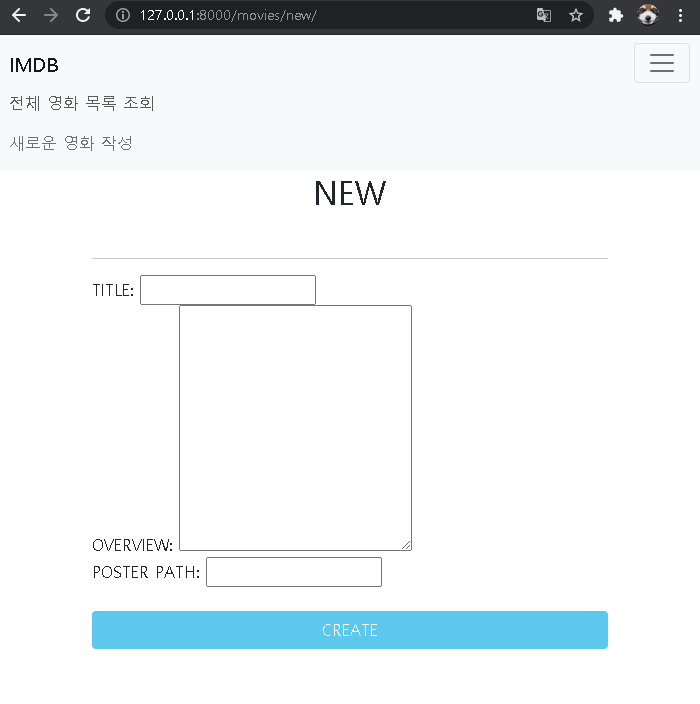 127.0.0.1:8000/movies/new/
IMDB
전체 영화 목록 조회
새로운 영화 작성
NEW
TITLE:
OVERVIEW:
POSTER PATH:
CREATE